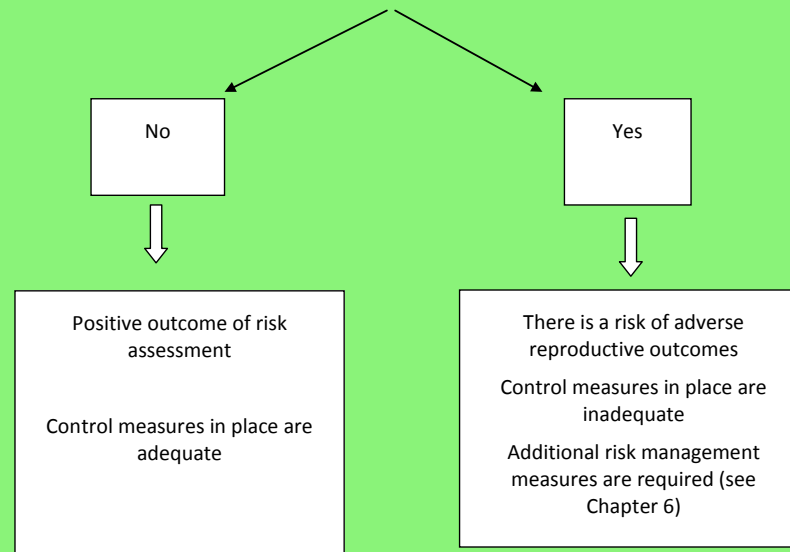 No
Yes
Positive outcome of risk
assessment
Control measures in place are
adequate
There is a risk of adverse
reproductive outcomes
Control measures in place are
inadequate
Additional risk management
measures are required (see
Chapter 6)